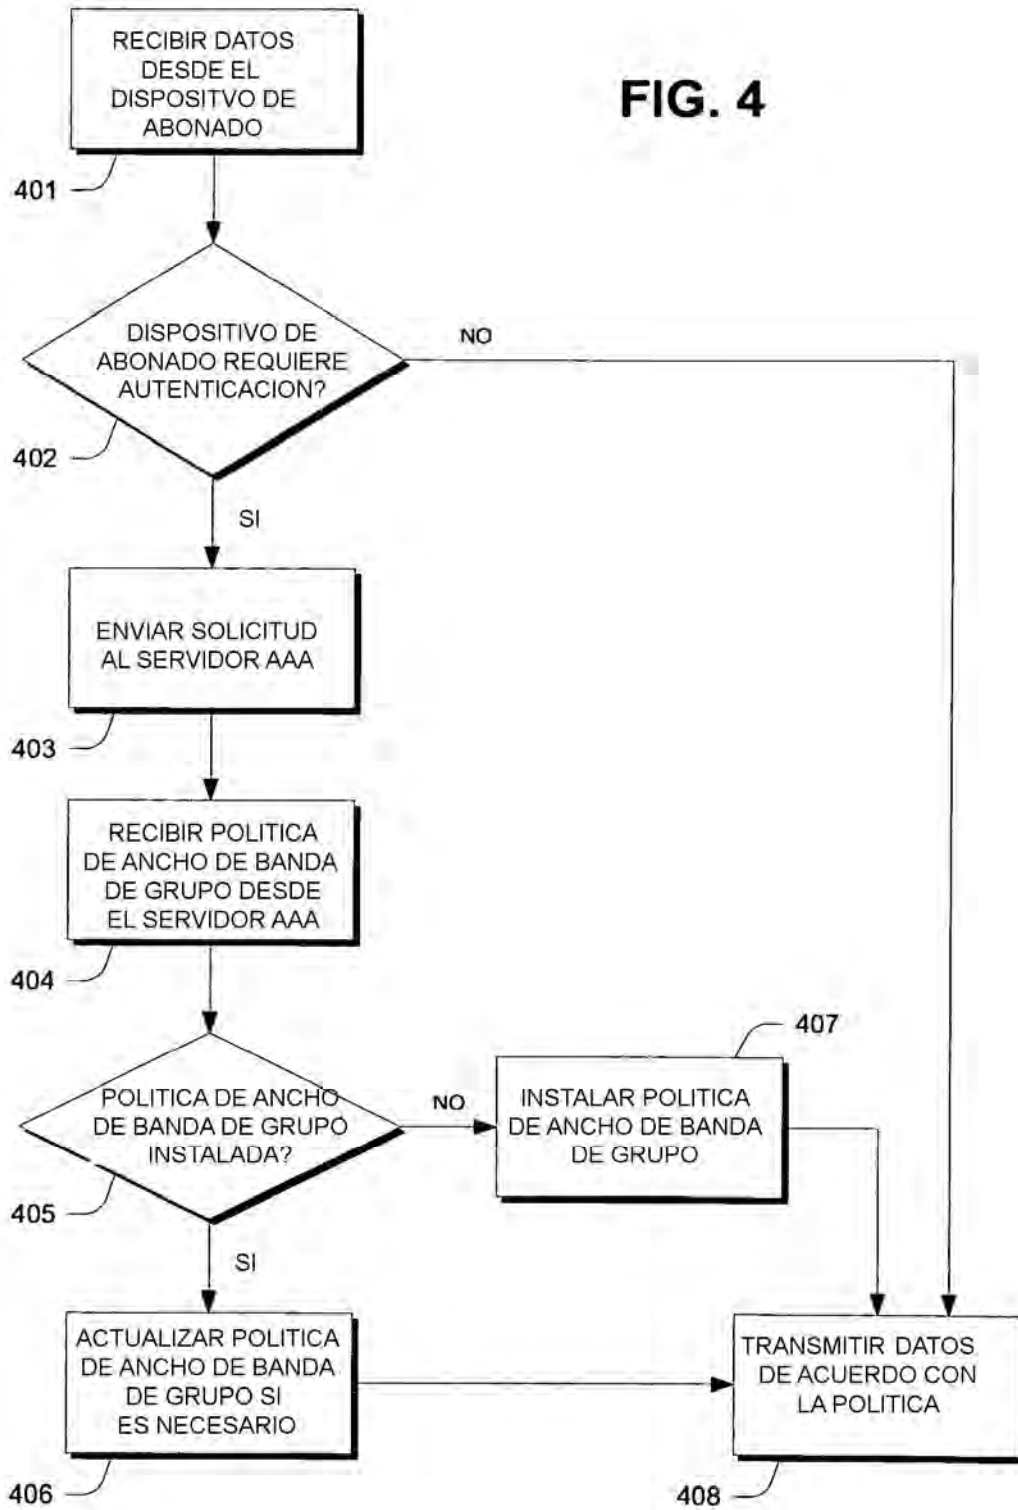 RECIBIR DATOS
DESDE EL
DISPOSITVO DE
ABONADO
FIG. 4
401
DISPOSITIVO DE
ABONADO REQUIERE
AUTENTICACION?
NO
402
SI
ENVIAR SOLICITUD
AL SERVIDOR AAA
403
RECIBIR POLITICA
DE ANCHO DE BANDA
DE GRUPO DESDE
EL SERVIDOR AAA
404
POLITICA DE ANCHO
DE BANDA DE GRUPO
INSTALADA?
NO
407
INSTALAR POLITICA
DE ANCHO DE BANDA
DE GRUPO
405
SI
ACTUALIZAR POLITICA
DE ANCHO DE BANDA
DE GRUPO SI
ES NECESARIO
406
TRANSMITIR DATOS
DE ACUERDO CON
LA POLITICA
408